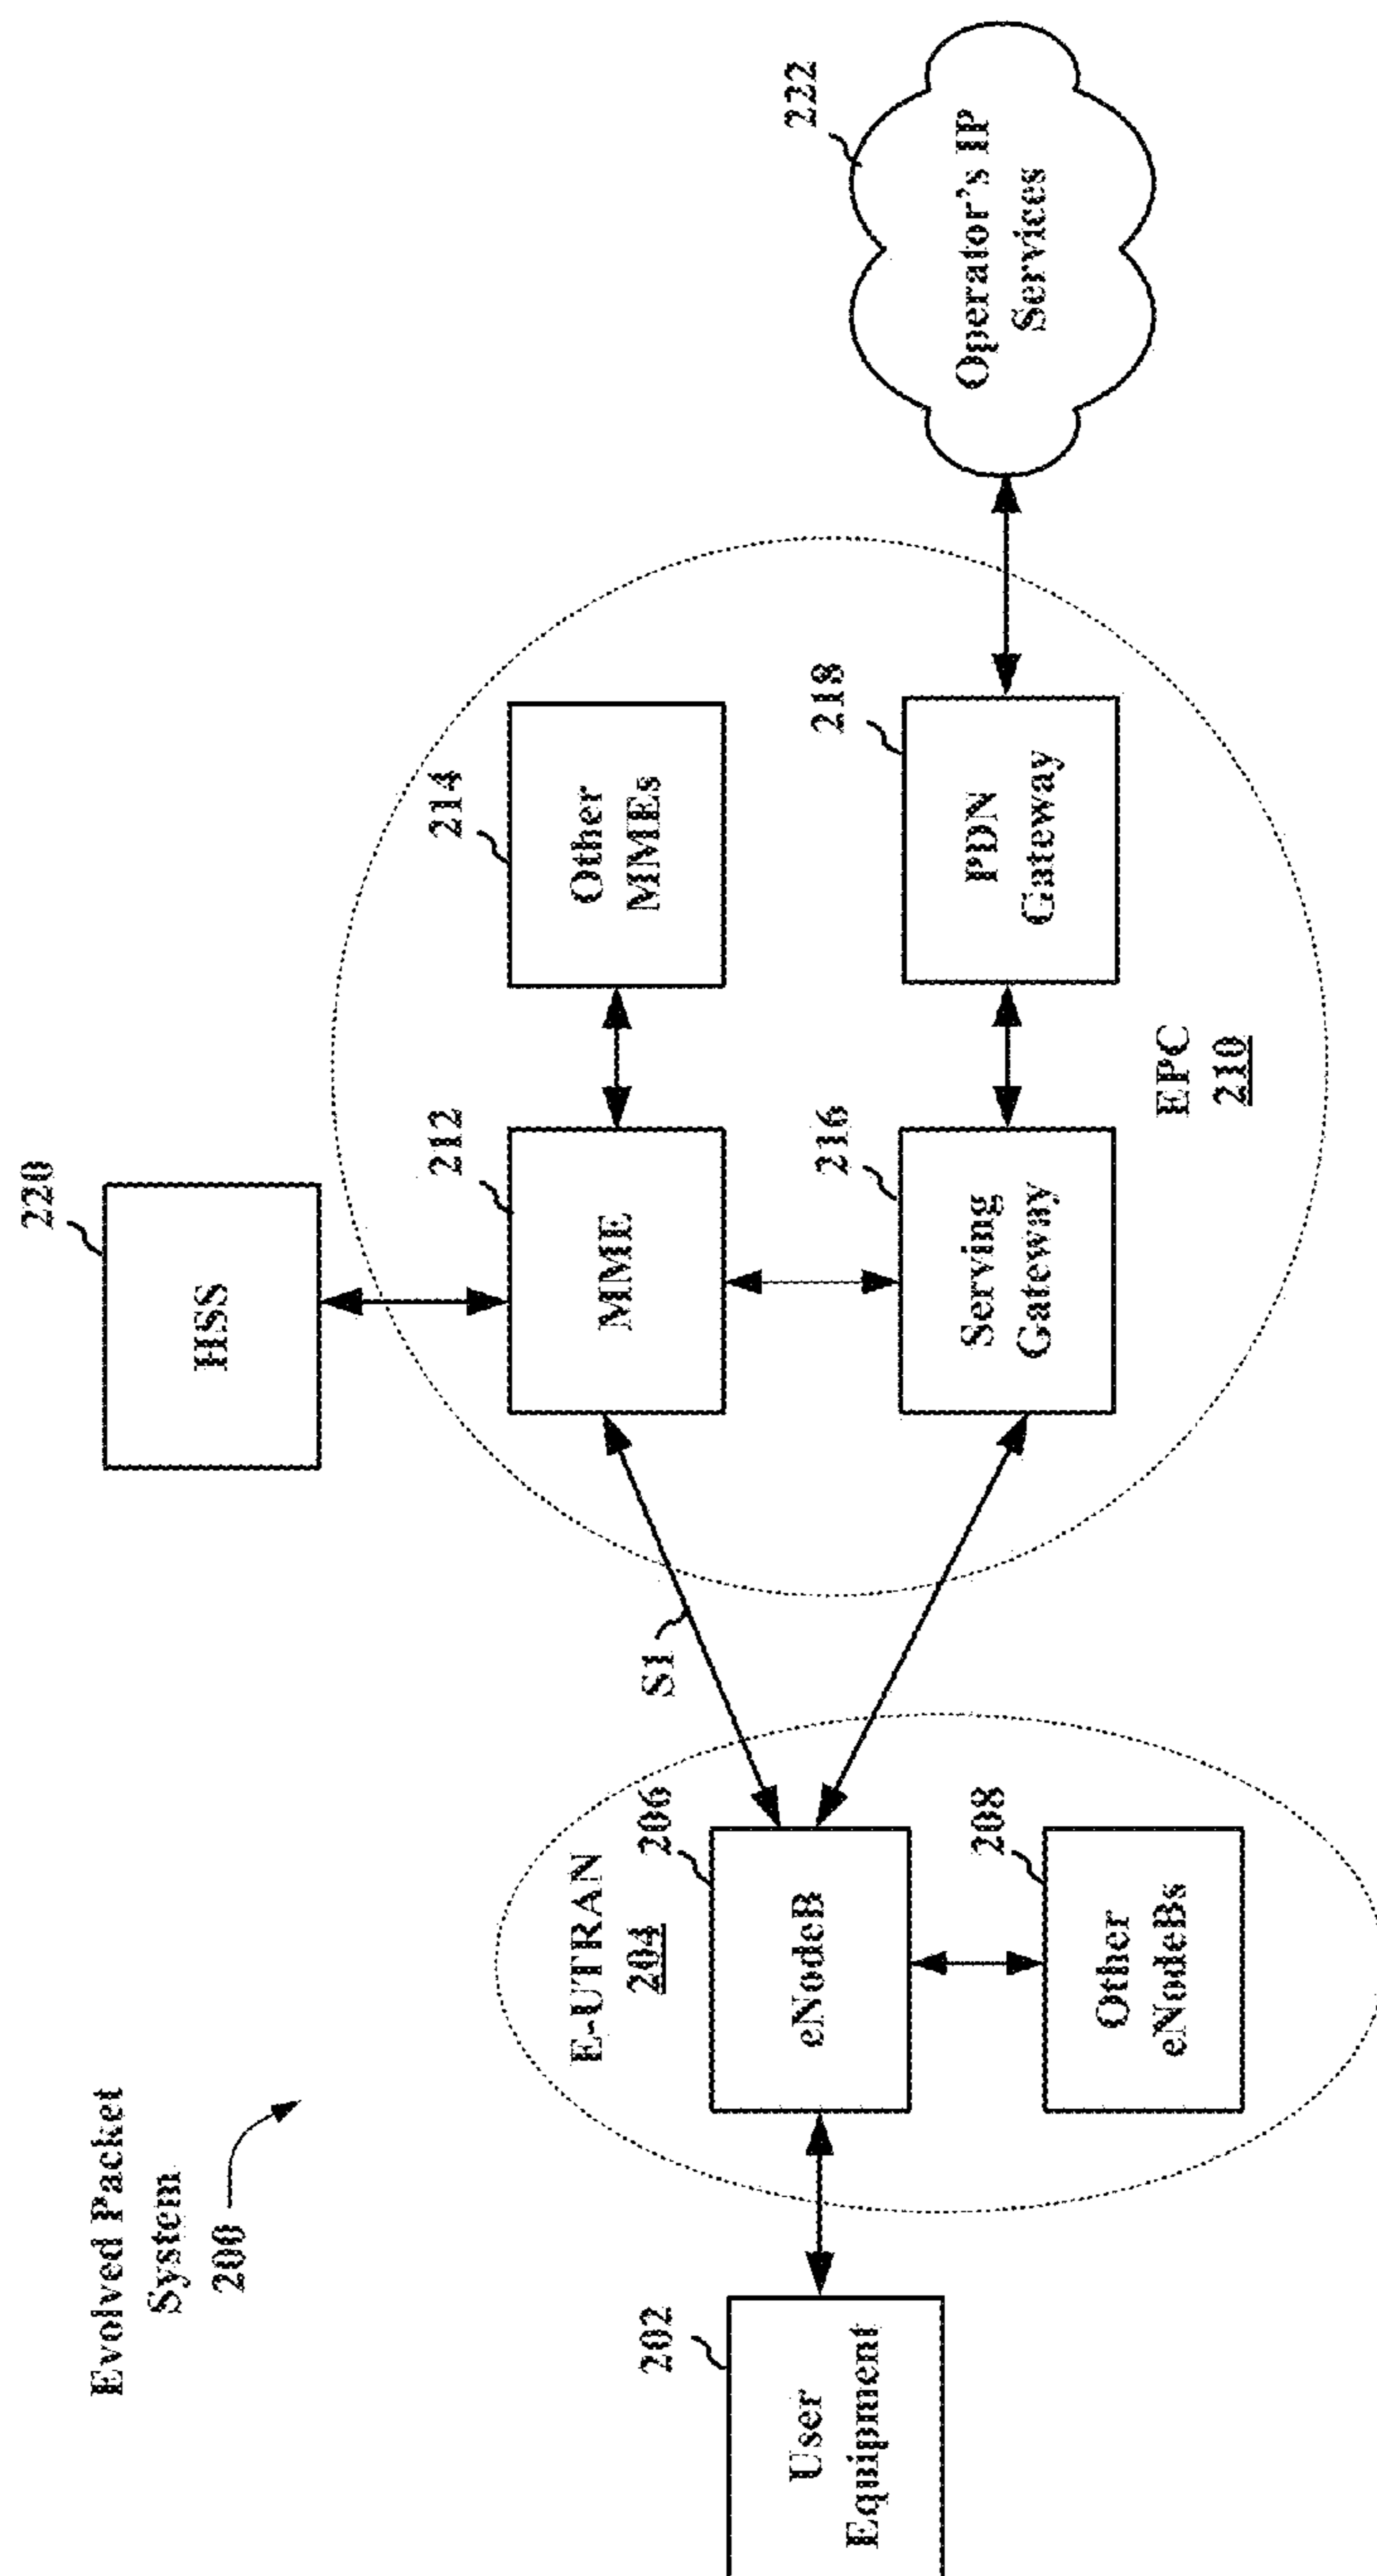 Evolved Packet
System
200
220
HSS
E-UTRAN
204
S1
212
MME
214
Other
MMEs
202
User
Equipment
206
eNodeB
216
Serving
Gateway
218
PDN
Gateway
222
Operator's IP
Services
208
Other
eNodeBs
EPC
210